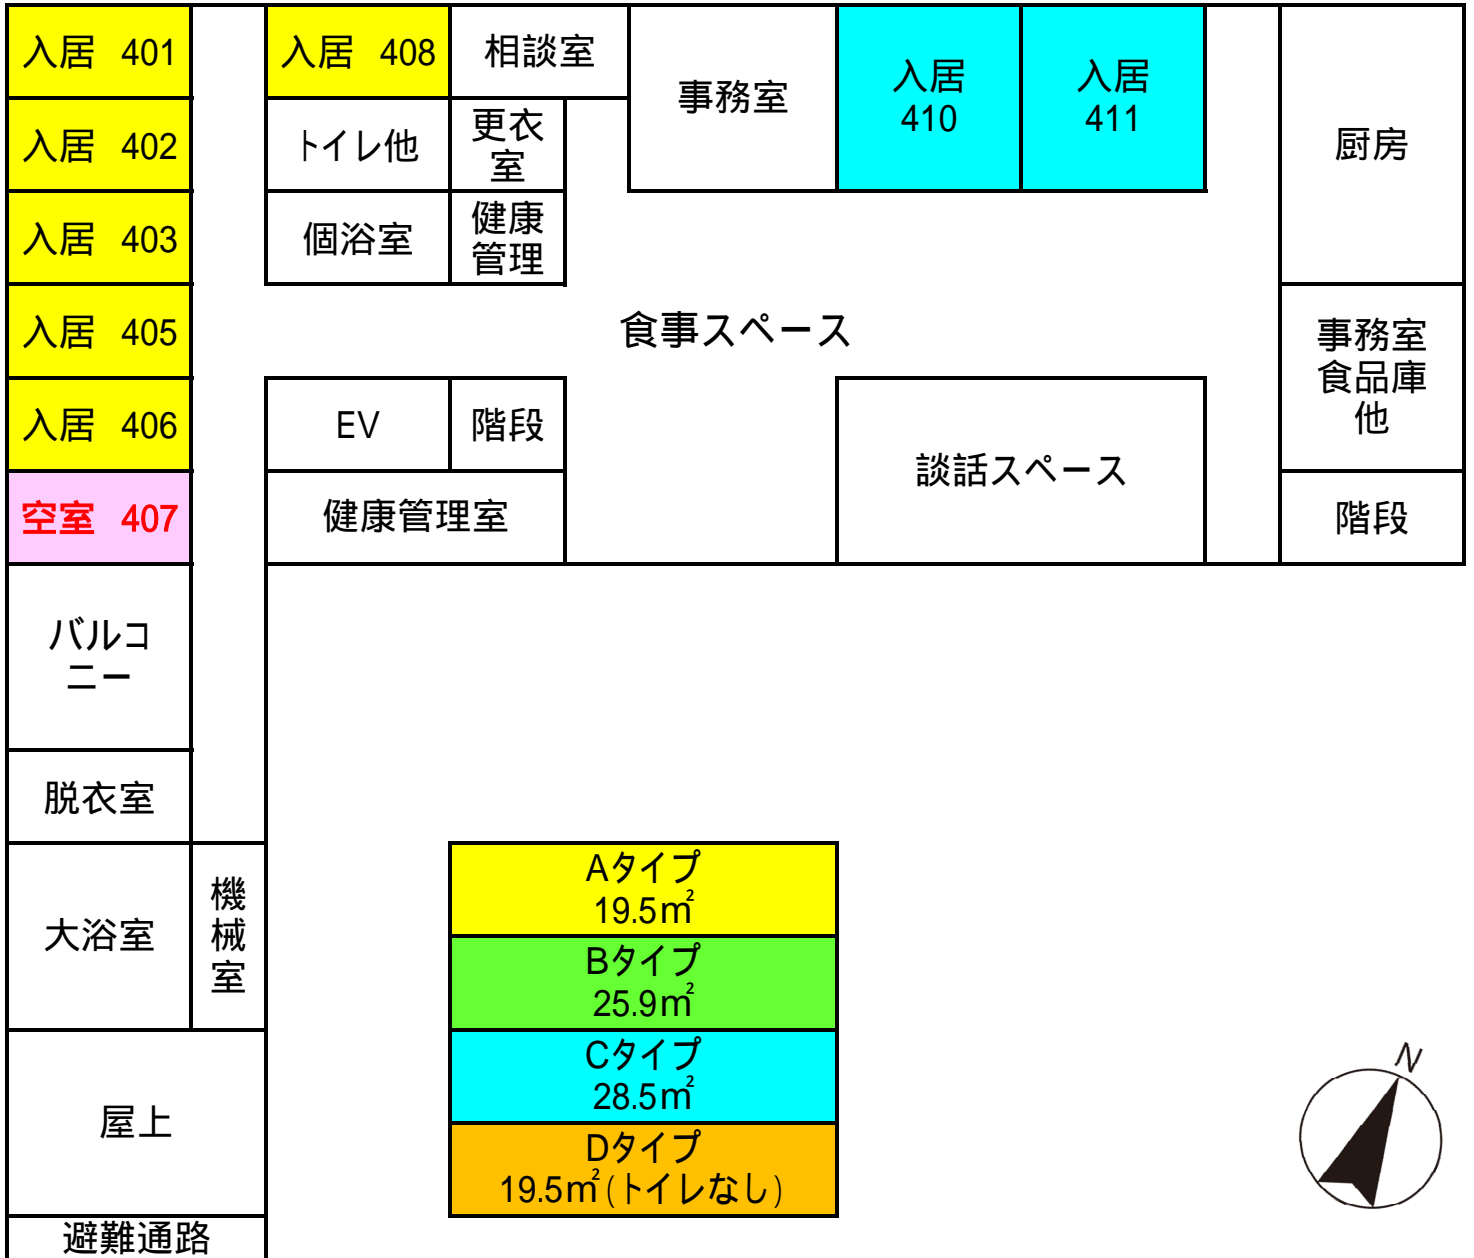 入居 401
入居 408
相談室
事務室
入居
410
入居
411
厨房
入居 402
トイレ他
更衣
室
入居 403
個浴室
健康
管理
入居 405
食事スペース
事務室
食品庫
他
入居 406
EV
階段
談話スペース
空室 407
健康管理室
階段
バルコ
ニー
脱衣室
大浴室
機
械
室
Aタイプ
19.5㎡
Bタイプ
25.9㎡
Cタイプ
28.5㎡
Dタイプ
19.5㎡(トイレなし)
屋上
避難通路
N